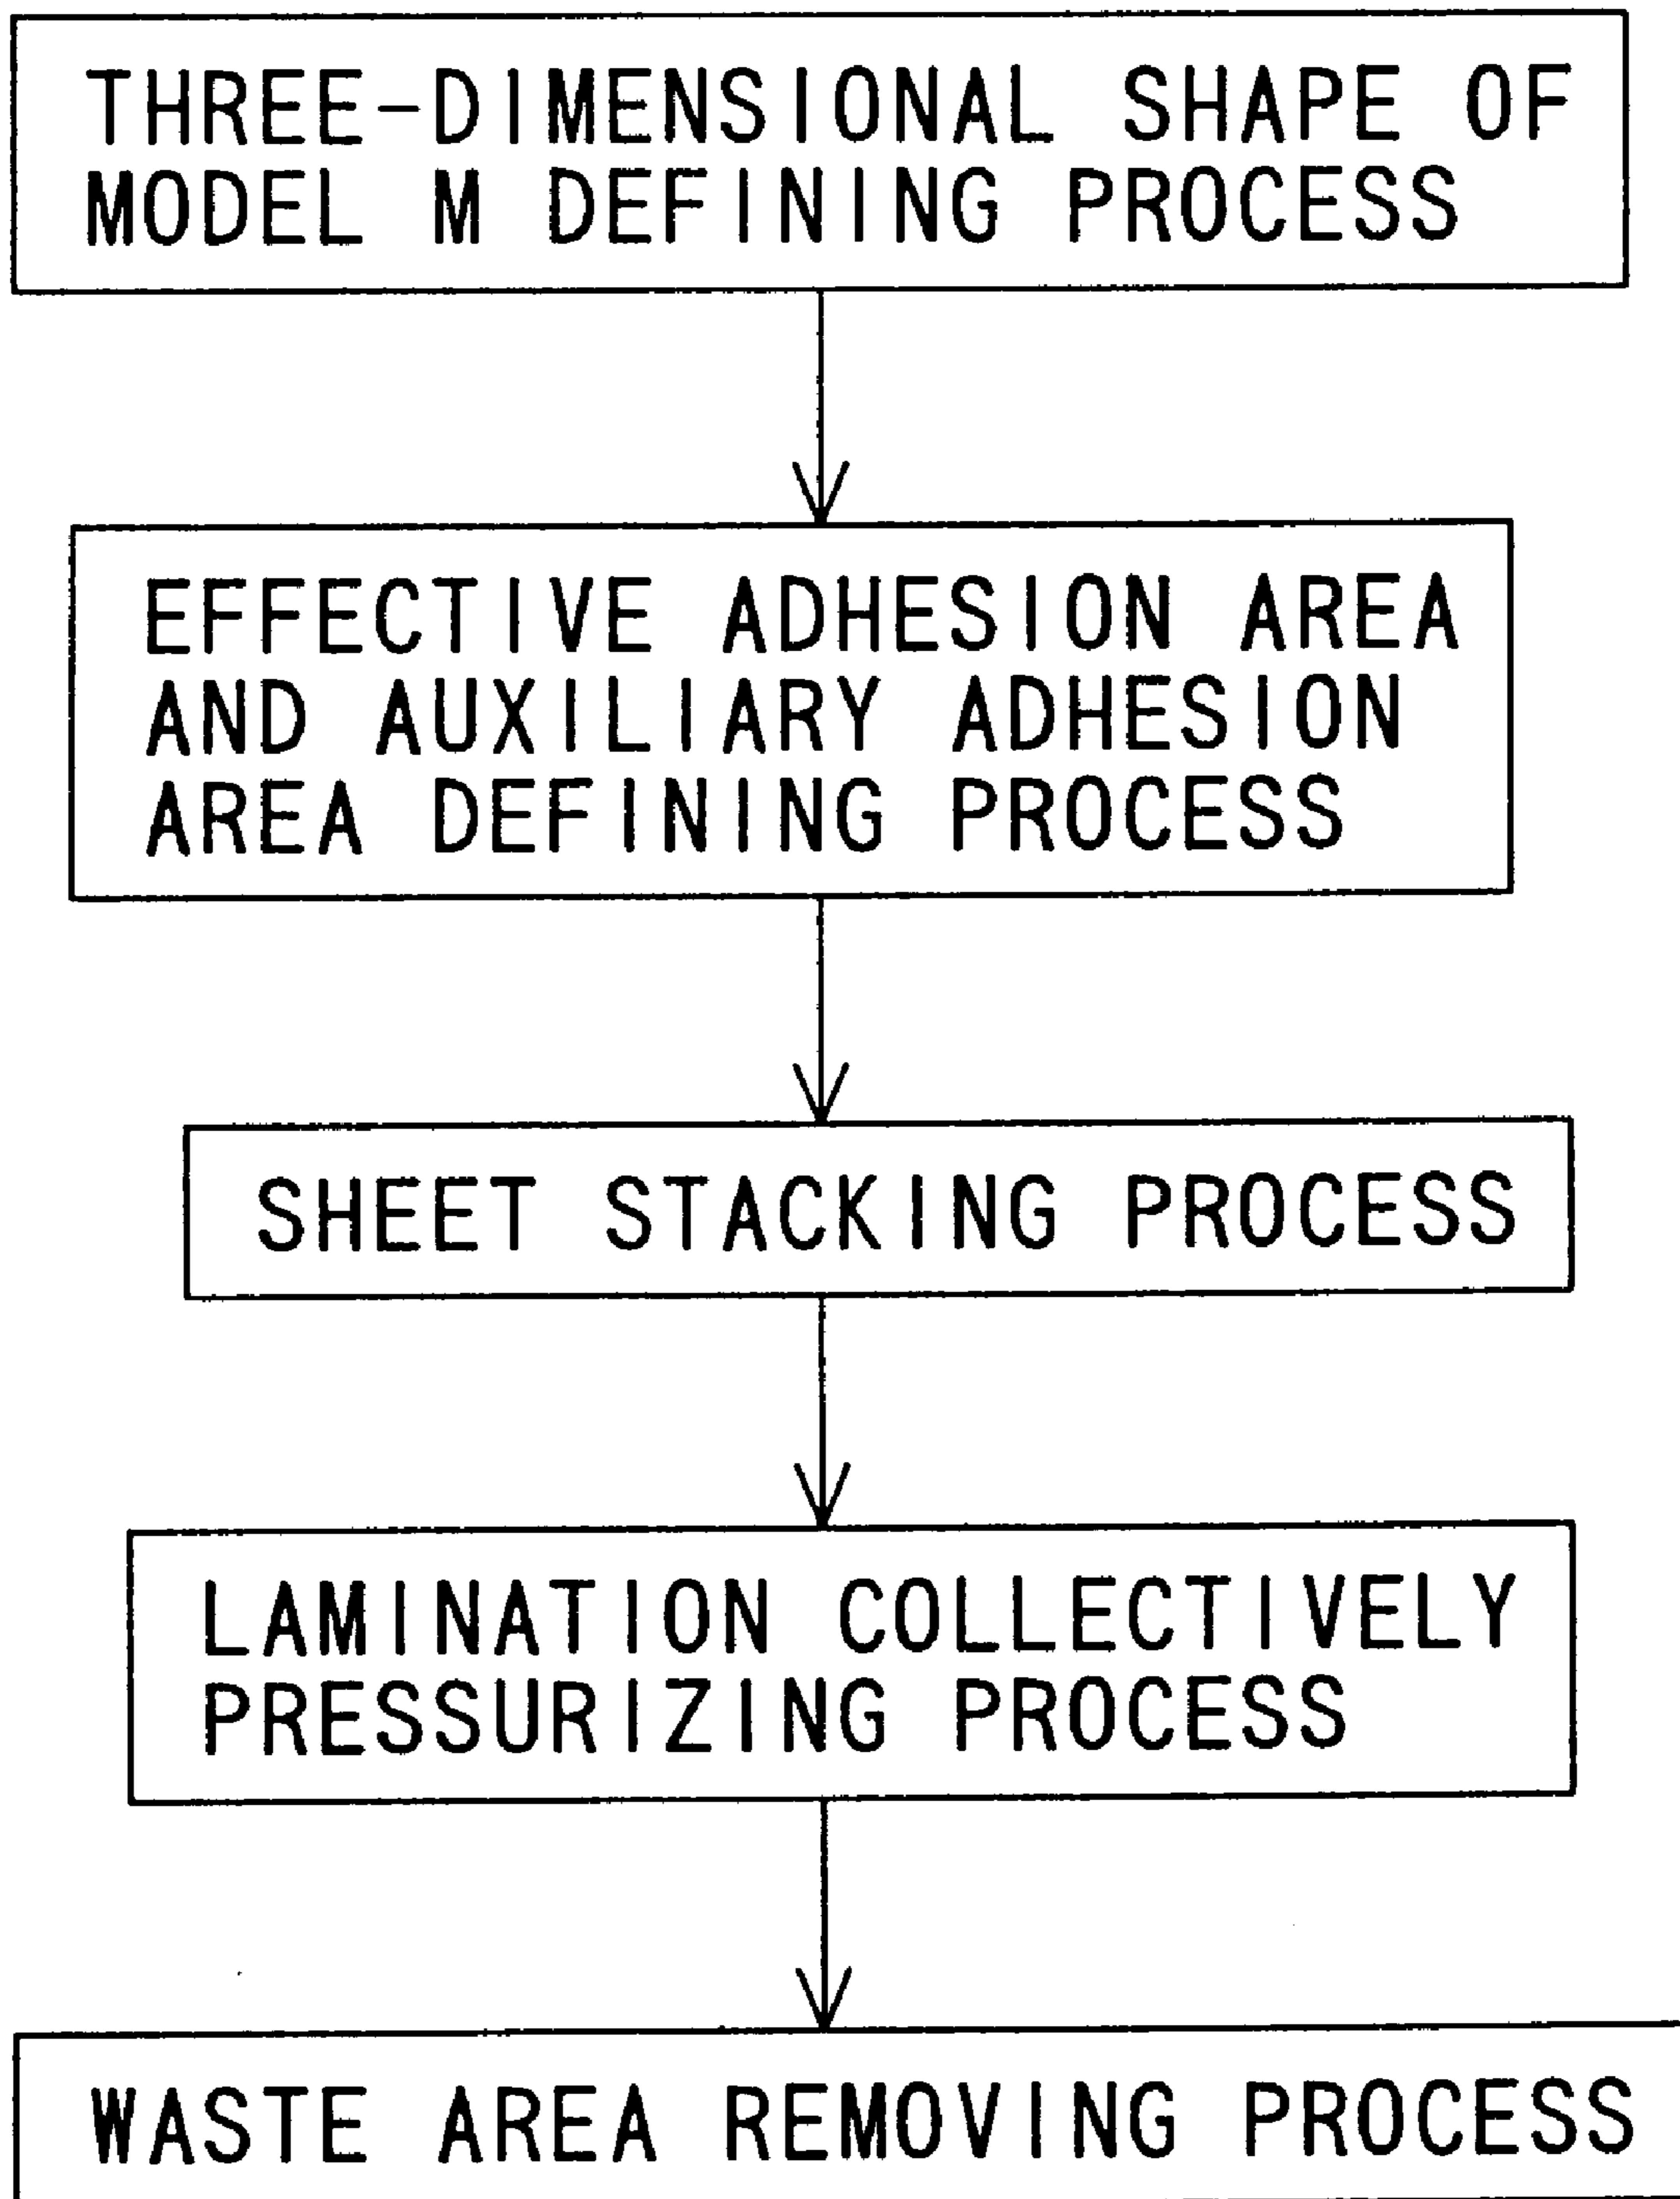 THREE-DIMENSIONAL SHAPE OF
MODEL M DEFINING PROCESS
EFFECTIVE ADHESION AREA
AND AUXILIARY ADHESION
AREA DEFINING PROCESS
SHEET STACKING PROCESS
LAMINATION COLLECTIVELY
PRESSURIZING PROCESS
WASTE AREA REMOVING PROCESS